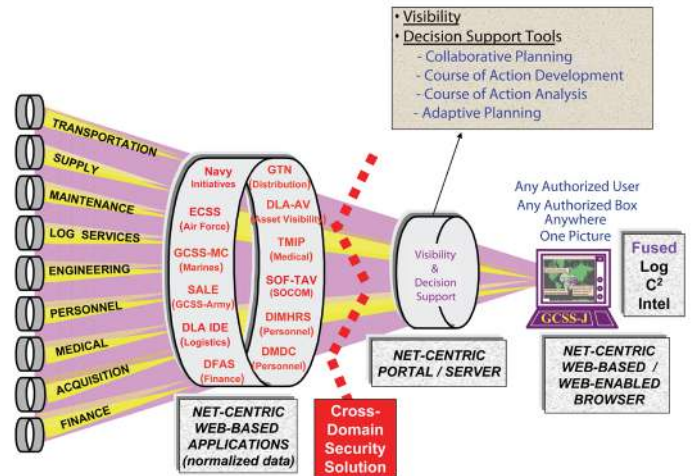 • Visibility
• Decision Support Tools
- Collaborative Planning
- Course of Action Development
- Course of Action Analysis
- Adaptive Planning
TRANSPORTATION
SUPPLY
MAINTENANCE
LOG SERVICES
ENGINEERING
PERSONNEL
MEDICAL
ACQUISITION
FINANCE
Navy
Initiatives
ECSS
(Air Force)
GCSS-MC
(Marines)
SALE
(GCSS-Army)
DLA IDE
(Logistics)
DFAS
(Finance)
GTN
(Distribution)
DLA-AV
(Asset Visibility)
TMIP
(Medical)
SOF-TAV
(SOCOM)
DIMHRS
(Personnel)
DMDC
(Personnel)
NET-CENTRIC
WEB-BASED
APPLICATIONS
(normalized data)
Cross-
Domain
Security
Solution
Visibility
&
Decision
Support
NET-CENTRIC
PORTAL / SERVER
Any Authorized User
Any Authorized Box
Anywhere
One Picture
GCSS-J
Fused
Log
C²
Intel
NET-CENTRIC
WEB-BASED /
WEB-ENABLED
BROWSER